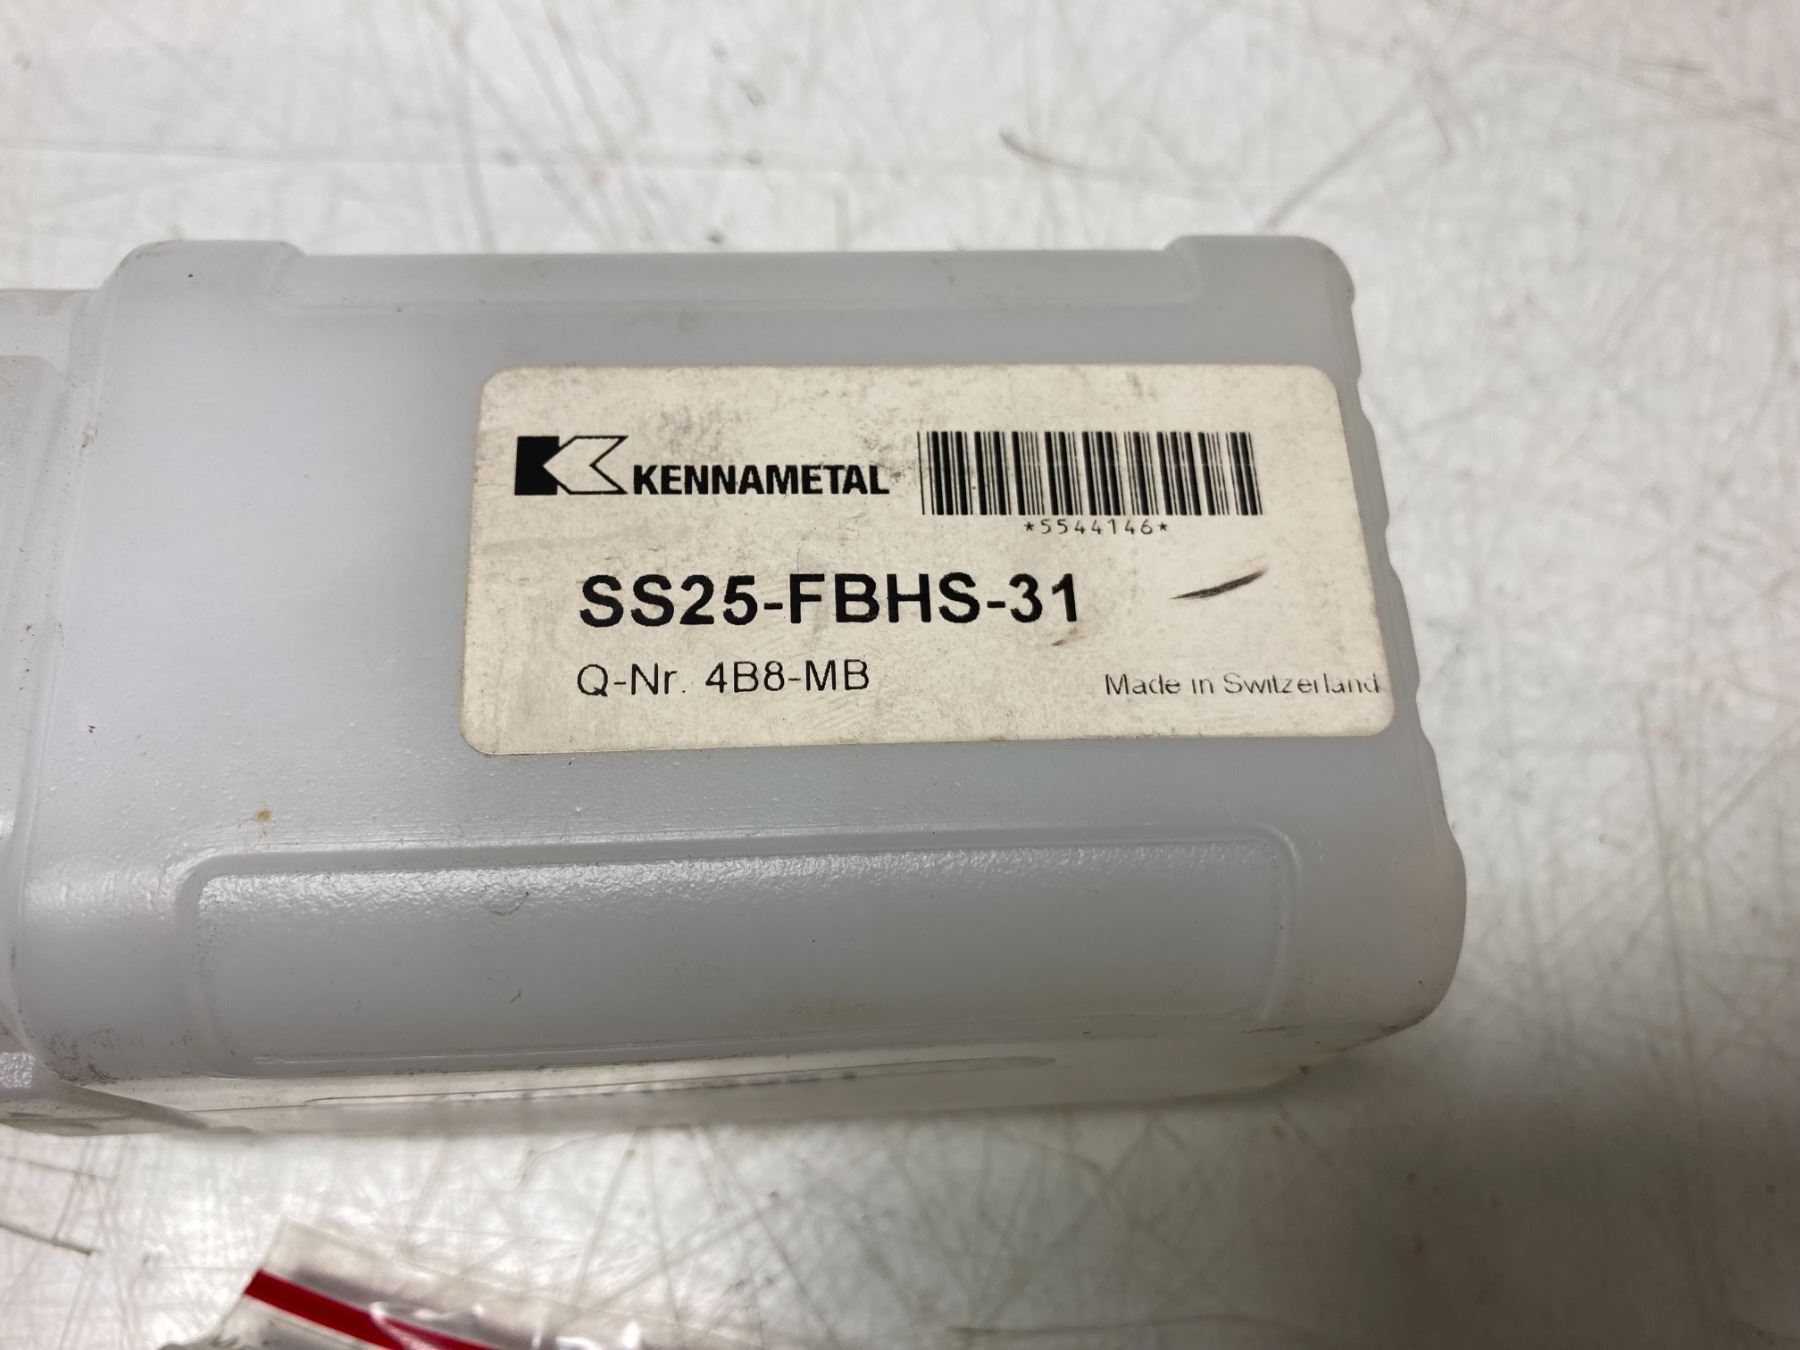 KENNAMETAL
*5544146*
SS25-FBHS-31
Q-Nr. 4B8-MB
Made in Switzerland